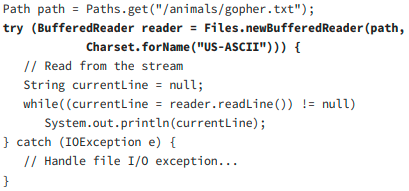 Path path = Paths.get("/animals/gopher.txt");
try (BufferedReader reader = Files.newBufferedReader(path,
            Charset.forName("US-ASCII"))) {
   // Read from the stream
   String currentLine = null;
   while((currentLine = reader.readLine()) != null)
      System.out.println(currentLine);
} catch (IOException e) {
   // Handle file I/O exception...
}